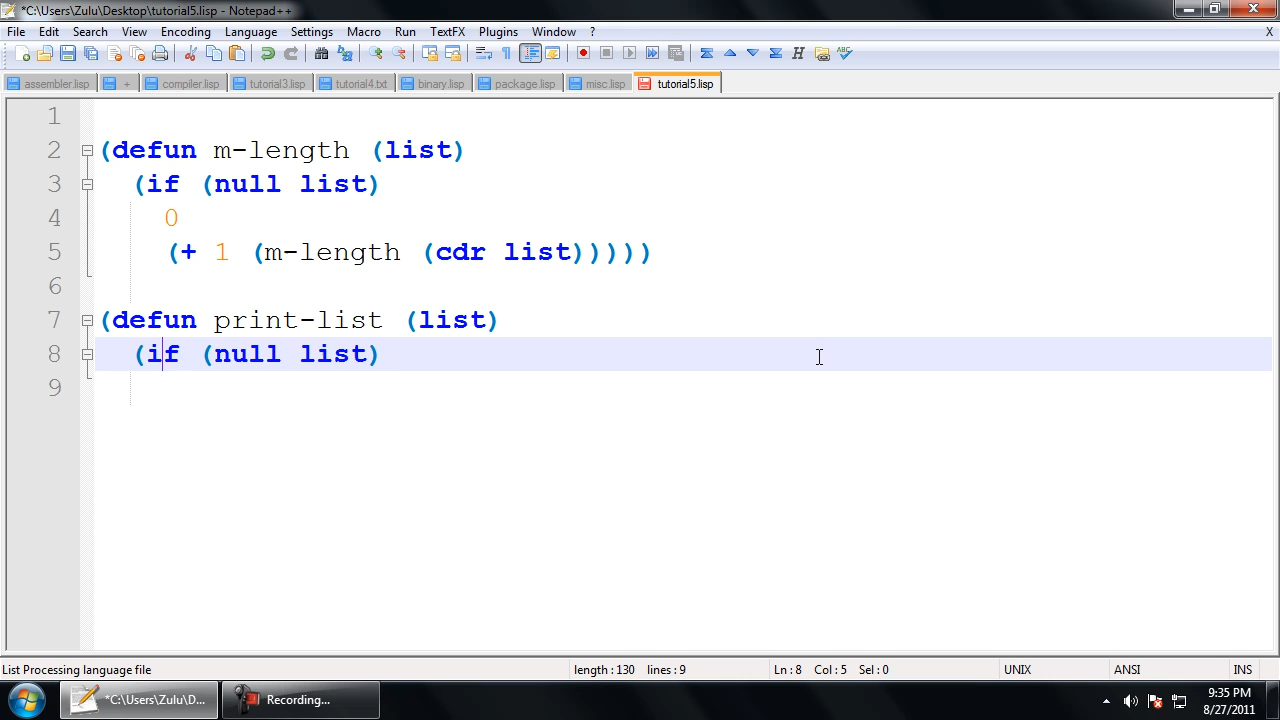 *C:\Users\Zulu\Desktop\tutorial5.lisp - Notepad++
File Edit Search View Encoding Language Settings Macro Run TextFX Plugins Window ? X
assembler.lisp + compiler.lisp tutorial3.lisp tutorial4.txt binary.lisp package.lisp misc.lisp tutorial5.lisp
1
2 (defun m-length (list)
3 (if (null list)
4 0
5 (+ 1 (m-length (cdr list)))))
6
7 (defun print-list (list)
8 (if (null list)
9
List Processing language file length : 130 lines : 9 Ln : 8 Col : 5 Sel : 0 UNIX ANSI INS
*C:\Users\Zulu\D... Recording... 9:35 PM
8/27/2011